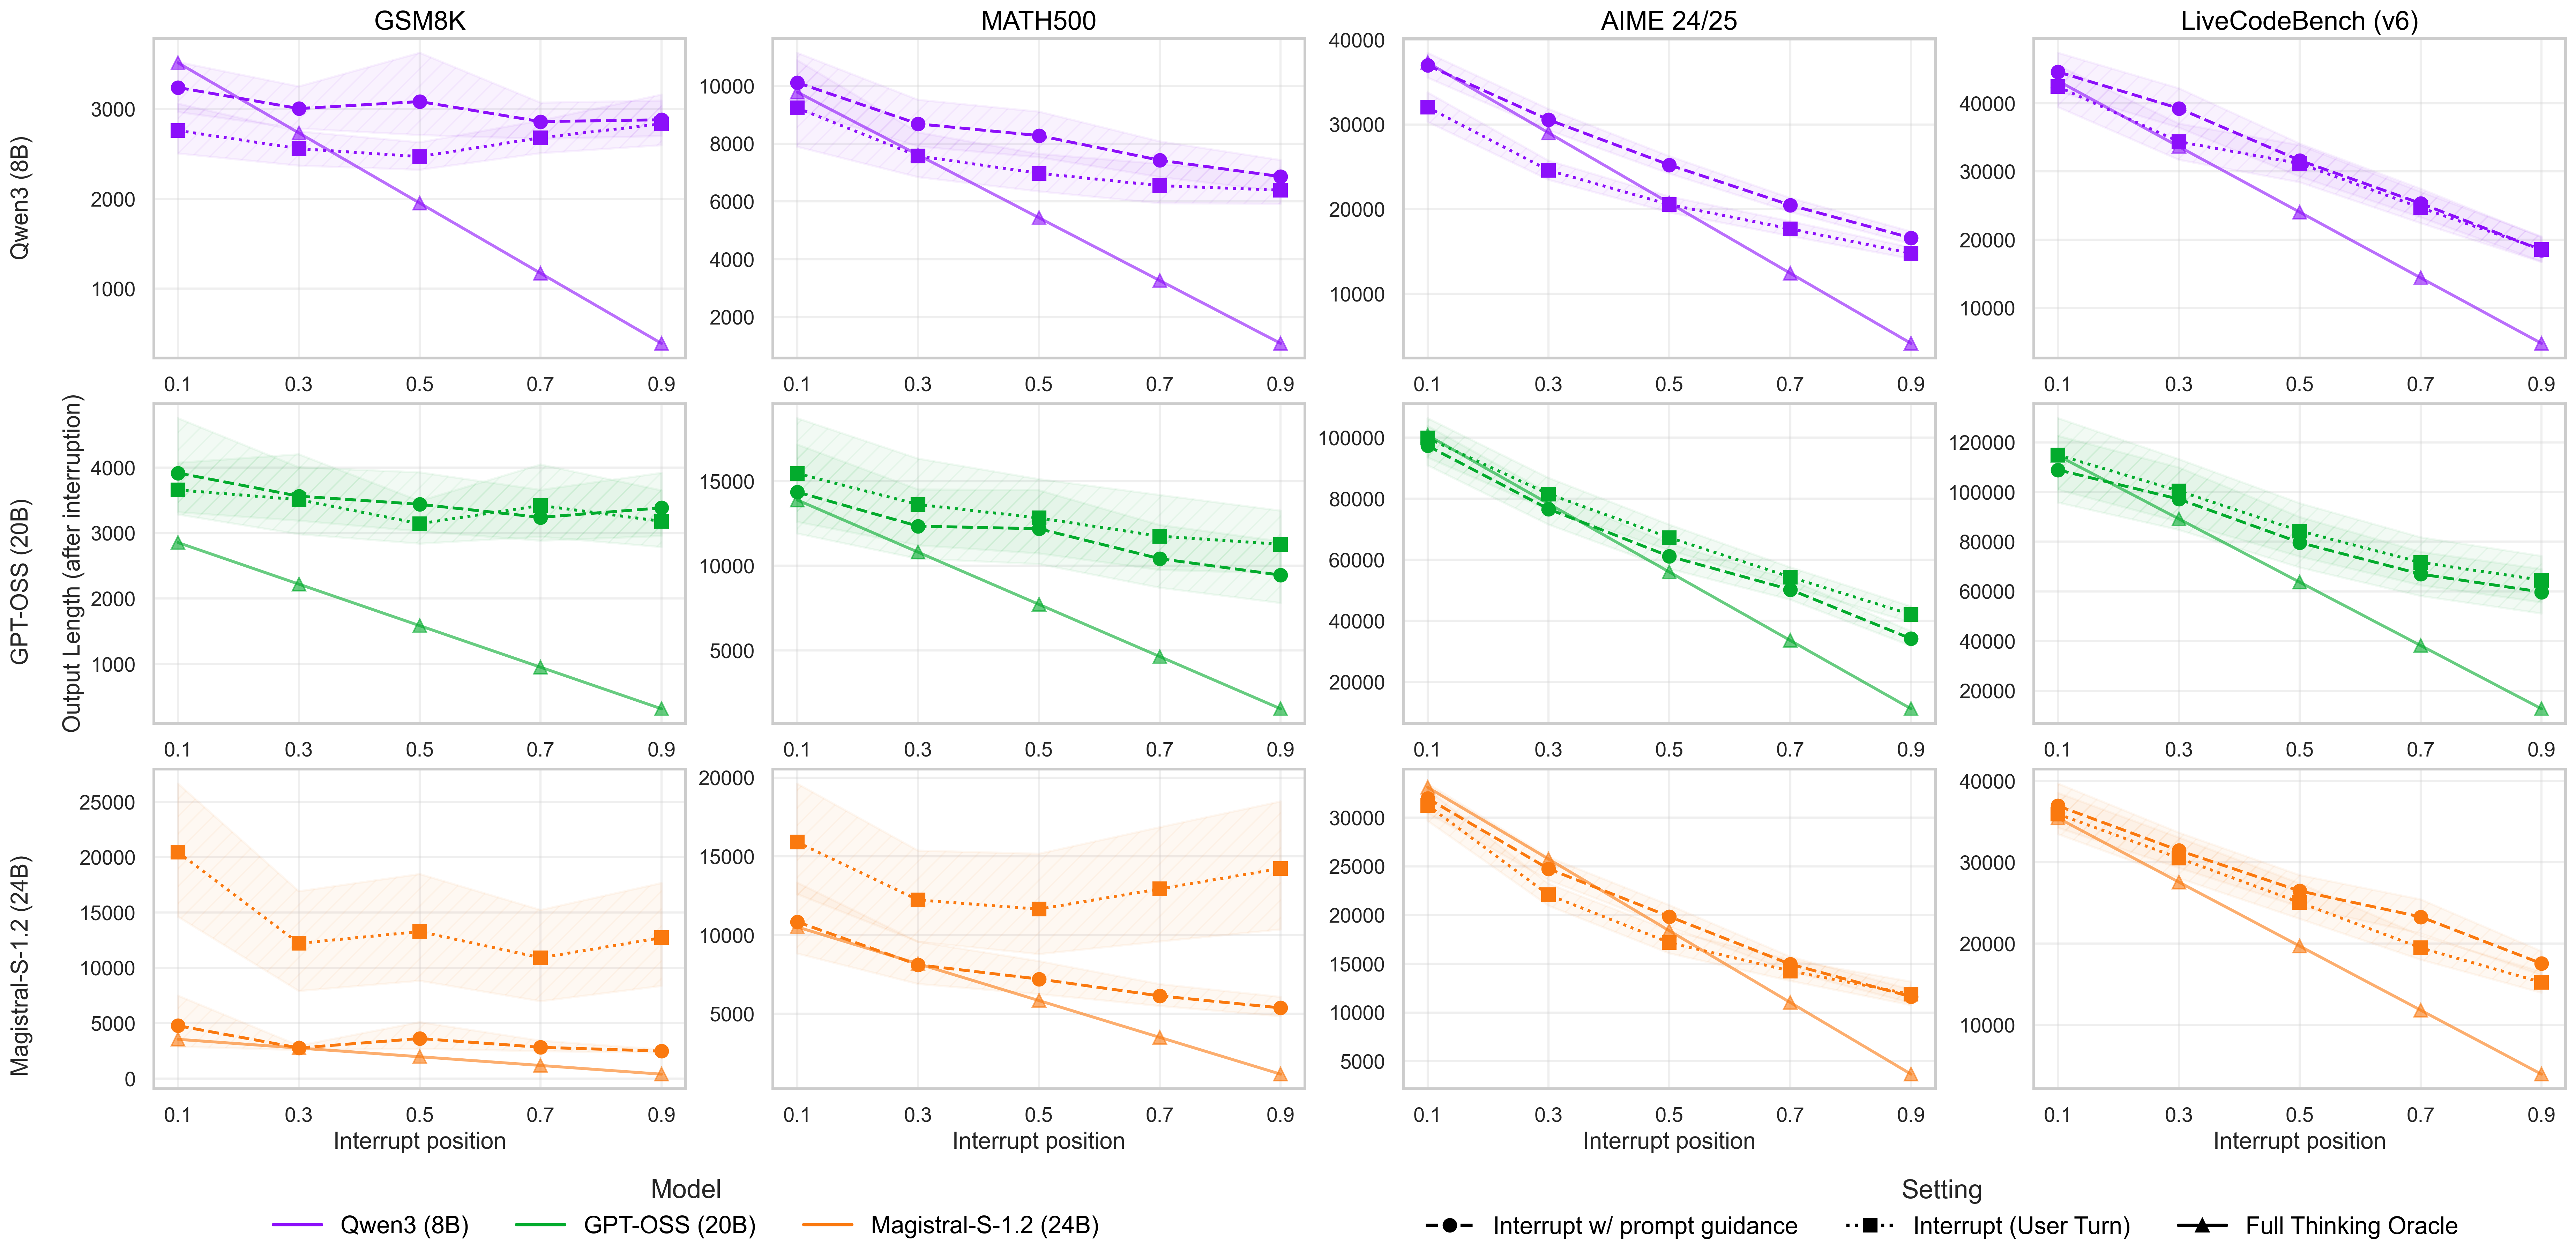 GSM8K
MATH500
AIME 24/25
LiveCodeBench (v6)
Qwen3 (8B)
3000
2000
1000
0.1 0.3 0.5 0.7 0.9
10000
8000
6000
4000
2000
0.1 0.3 0.5 0.7 0.9
40000
30000
20000
10000
0.1 0.3 0.5 0.7 0.9
40000
30000
20000
10000
0.1 0.3 0.5 0.7 0.9
GPT-OSS (20B)
Output Length (after interruption)
4000
3000
2000
1000
0.1 0.3 0.5 0.7 0.9
15000
10000
5000
0.1 0.3 0.5 0.7 0.9
100000
80000
60000
40000
20000
0.1 0.3 0.5 0.7 0.9
120000
100000
80000
60000
40000
20000
0.1 0.3 0.5 0.7 0.9
Magistral-S-1.2 (24B)
25000
20000
15000
10000
5000
0
0.1 0.3 0.5 0.7 0.9
Interrupt position
20000
15000
10000
5000
0.1 0.3 0.5 0.7 0.9
Interrupt position
30000
25000
20000
15000
10000
5000
0.1 0.3 0.5 0.7 0.9
Interrupt position
40000
30000
20000
10000
0.1 0.3 0.5 0.7 0.9
Interrupt position
Model
Qwen3 (8B) GPT-OSS (20B) Magistral-S-1.2 (24B)
Setting
Interrupt w/ prompt guidance Interrupt (User Turn) Full Thinking Oracle